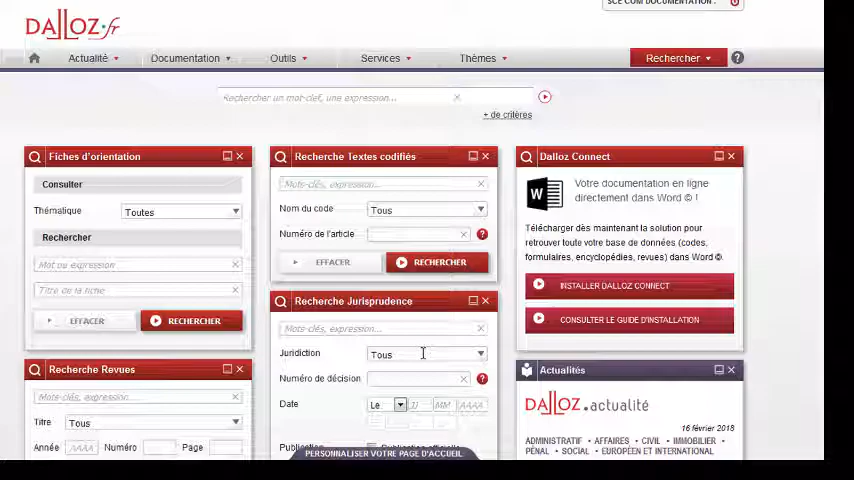 SCE COM DOCUMENTATION :
DALLOZ.fr
Actualité
Documentation
Outils
Services
Thèmes
Rechercher
?
Rechercher un mot-clef, une expression...
+ de critères
Fiches d'orientation
Consulter
Thématique
Toutes
Rechercher
Mot ou expression
Titre de la fiche
EFFACER
RECHERCHER
Recherche Revues
Mots-clés, expression...
Titre
Tous
Année
AAAA
Numéro
Page
Recherche Textes codifiés
Mots-clés, expression...
Nom du code
Tous
Numéro de l'article
?
EFFACER
RECHERCHER
Recherche Jurisprudence
Mots-clés, expression...
Juridiction
Tous
Numéro de décision
?
Date
Le
JJ
MM
AAAA
Publication
Publication officielle
PERSONNALISER VOTRE PAGE D'ACCUEIL
Dalloz Connect
W
Votre documentation en ligne
directement dans Word © !
Télécharger dès maintenant la solution pour
retrouver toute votre base de données (codes,
formulaires, encyclopédies, revues) dans Word ©.
INSTALLER DALLOZ CONNECT
CONSULTER LE GUIDE D'INSTALLATION
Actualités
DALLOZ.actualité
16 février 2018
ADMINISTRATIF • AFFAIRES • CIVIL • IMMOBILIER •
PÉNAL • SOCIAL • EUROPÉEN ET INTERNATIONAL